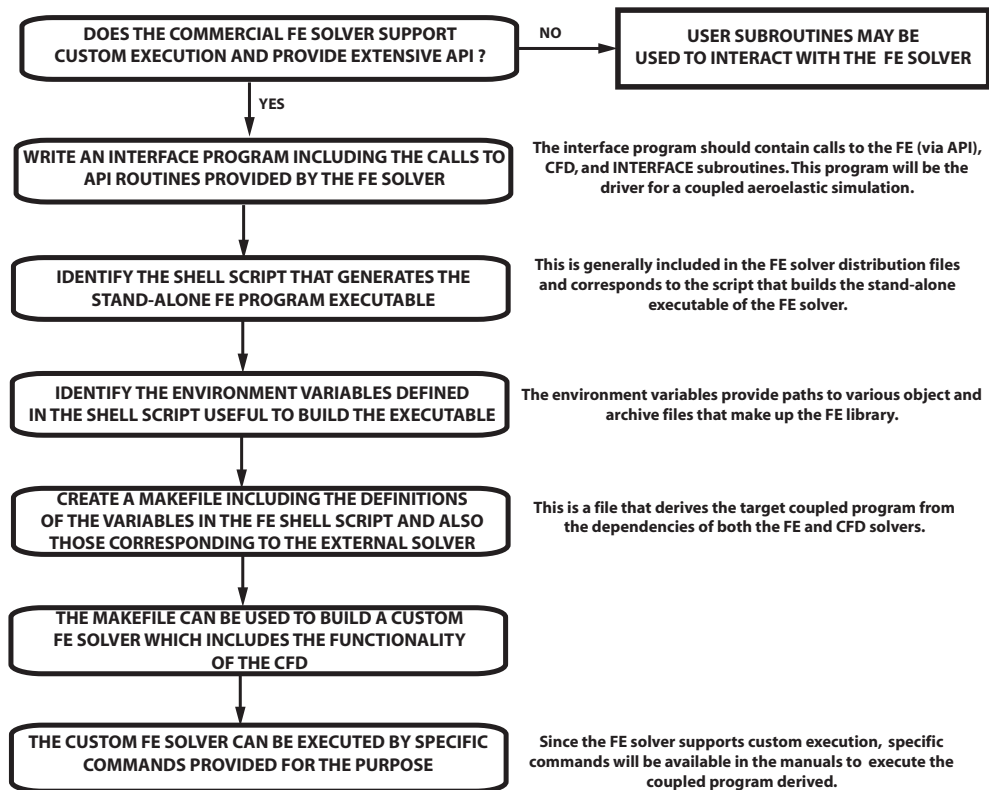 DOES THE COMMERCIAL FE SOLVER SUPPORT
CUSTOM EXECUTION AND PROVIDE EXTENSIVE API ?
NO
USER SUBROUTINES MAY BE
USED TO INTERACT WITH THE FE SOLVER
YES
WRITE AN INTERFACE PROGRAM INCLUDING THE CALLS TO
API ROUTINES PROVIDED BY THE FE SOLVER
The interface program should contain calls to the FE (via API),
CFD, and INTERFACE subroutines. This program will be the
driver for a coupled aeroelastic simulation.
IDENTIFY THE SHELL SCRIPT THAT GENERATES THE
STAND-ALONE FE PROGRAM EXECUTABLE
This is generally included in the FE solver distribution files
and corresponds to the script that builds the stand-alone
executable of the FE solver.
IDENTIFY THE ENVIRONMENT VARIABLES DEFINED
IN THE SHELL SCRIPT USEFUL TO BUILD THE EXECUTABLE
The environment variables provide paths to various object and
archive files that make up the FE library.
CREATE A MAKEFILE INCLUDING THE DEFINITIONS
OF THE VARIABLES IN THE FE SHELL SCRIPT AND ALSO
THOSE CORRESPONDING TO THE EXTERNAL SOLVER
This is a file that derives the target coupled program from
the dependencies of both the FE and CFD solvers.
THE MAKEFILE CAN BE USED TO BUILD A CUSTOM
FE SOLVER WHICH INCLUDES THE FUNCTIONALITY
OF THE CFD
THE CUSTOM FE SOLVER CAN BE EXECUTED BY SPECIFIC
COMMANDS PROVIDED FOR THE PURPOSE
Since the FE solver supports custom execution, specific
commands will be available in the manuals to execute the
coupled program derived.